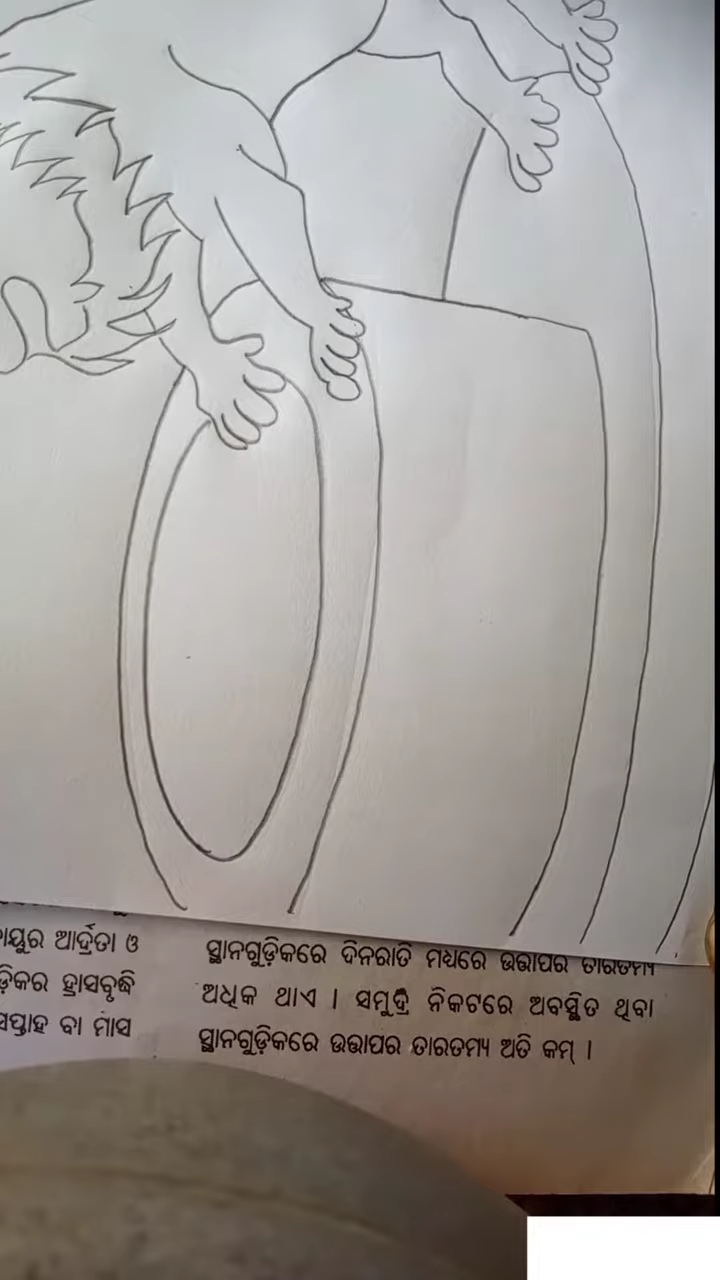 ବାୟୁର ଆର୍ଦ୍ରତା ଓ
ହ୍ରାସବୃଦ୍ଧି
ସପ୍ତାହ ବା ମାସ
ସ୍ଥାନଗୁଡ଼ିକରେ ଦିନରାତି ମଧ୍ୟରେ ଉତ୍ତାପର ତାରତମ୍ୟ
ଅଧିକ ଥାଏ । ସମୁଦ୍ର ନିକଟରେ ଅବସ୍ଥିତ ଥିବା
ସ୍ଥାନଗୁଡ଼ିକରେ ଉତ୍ତାପର ତାରତମ୍ୟ ଅତି କମ୍ ।